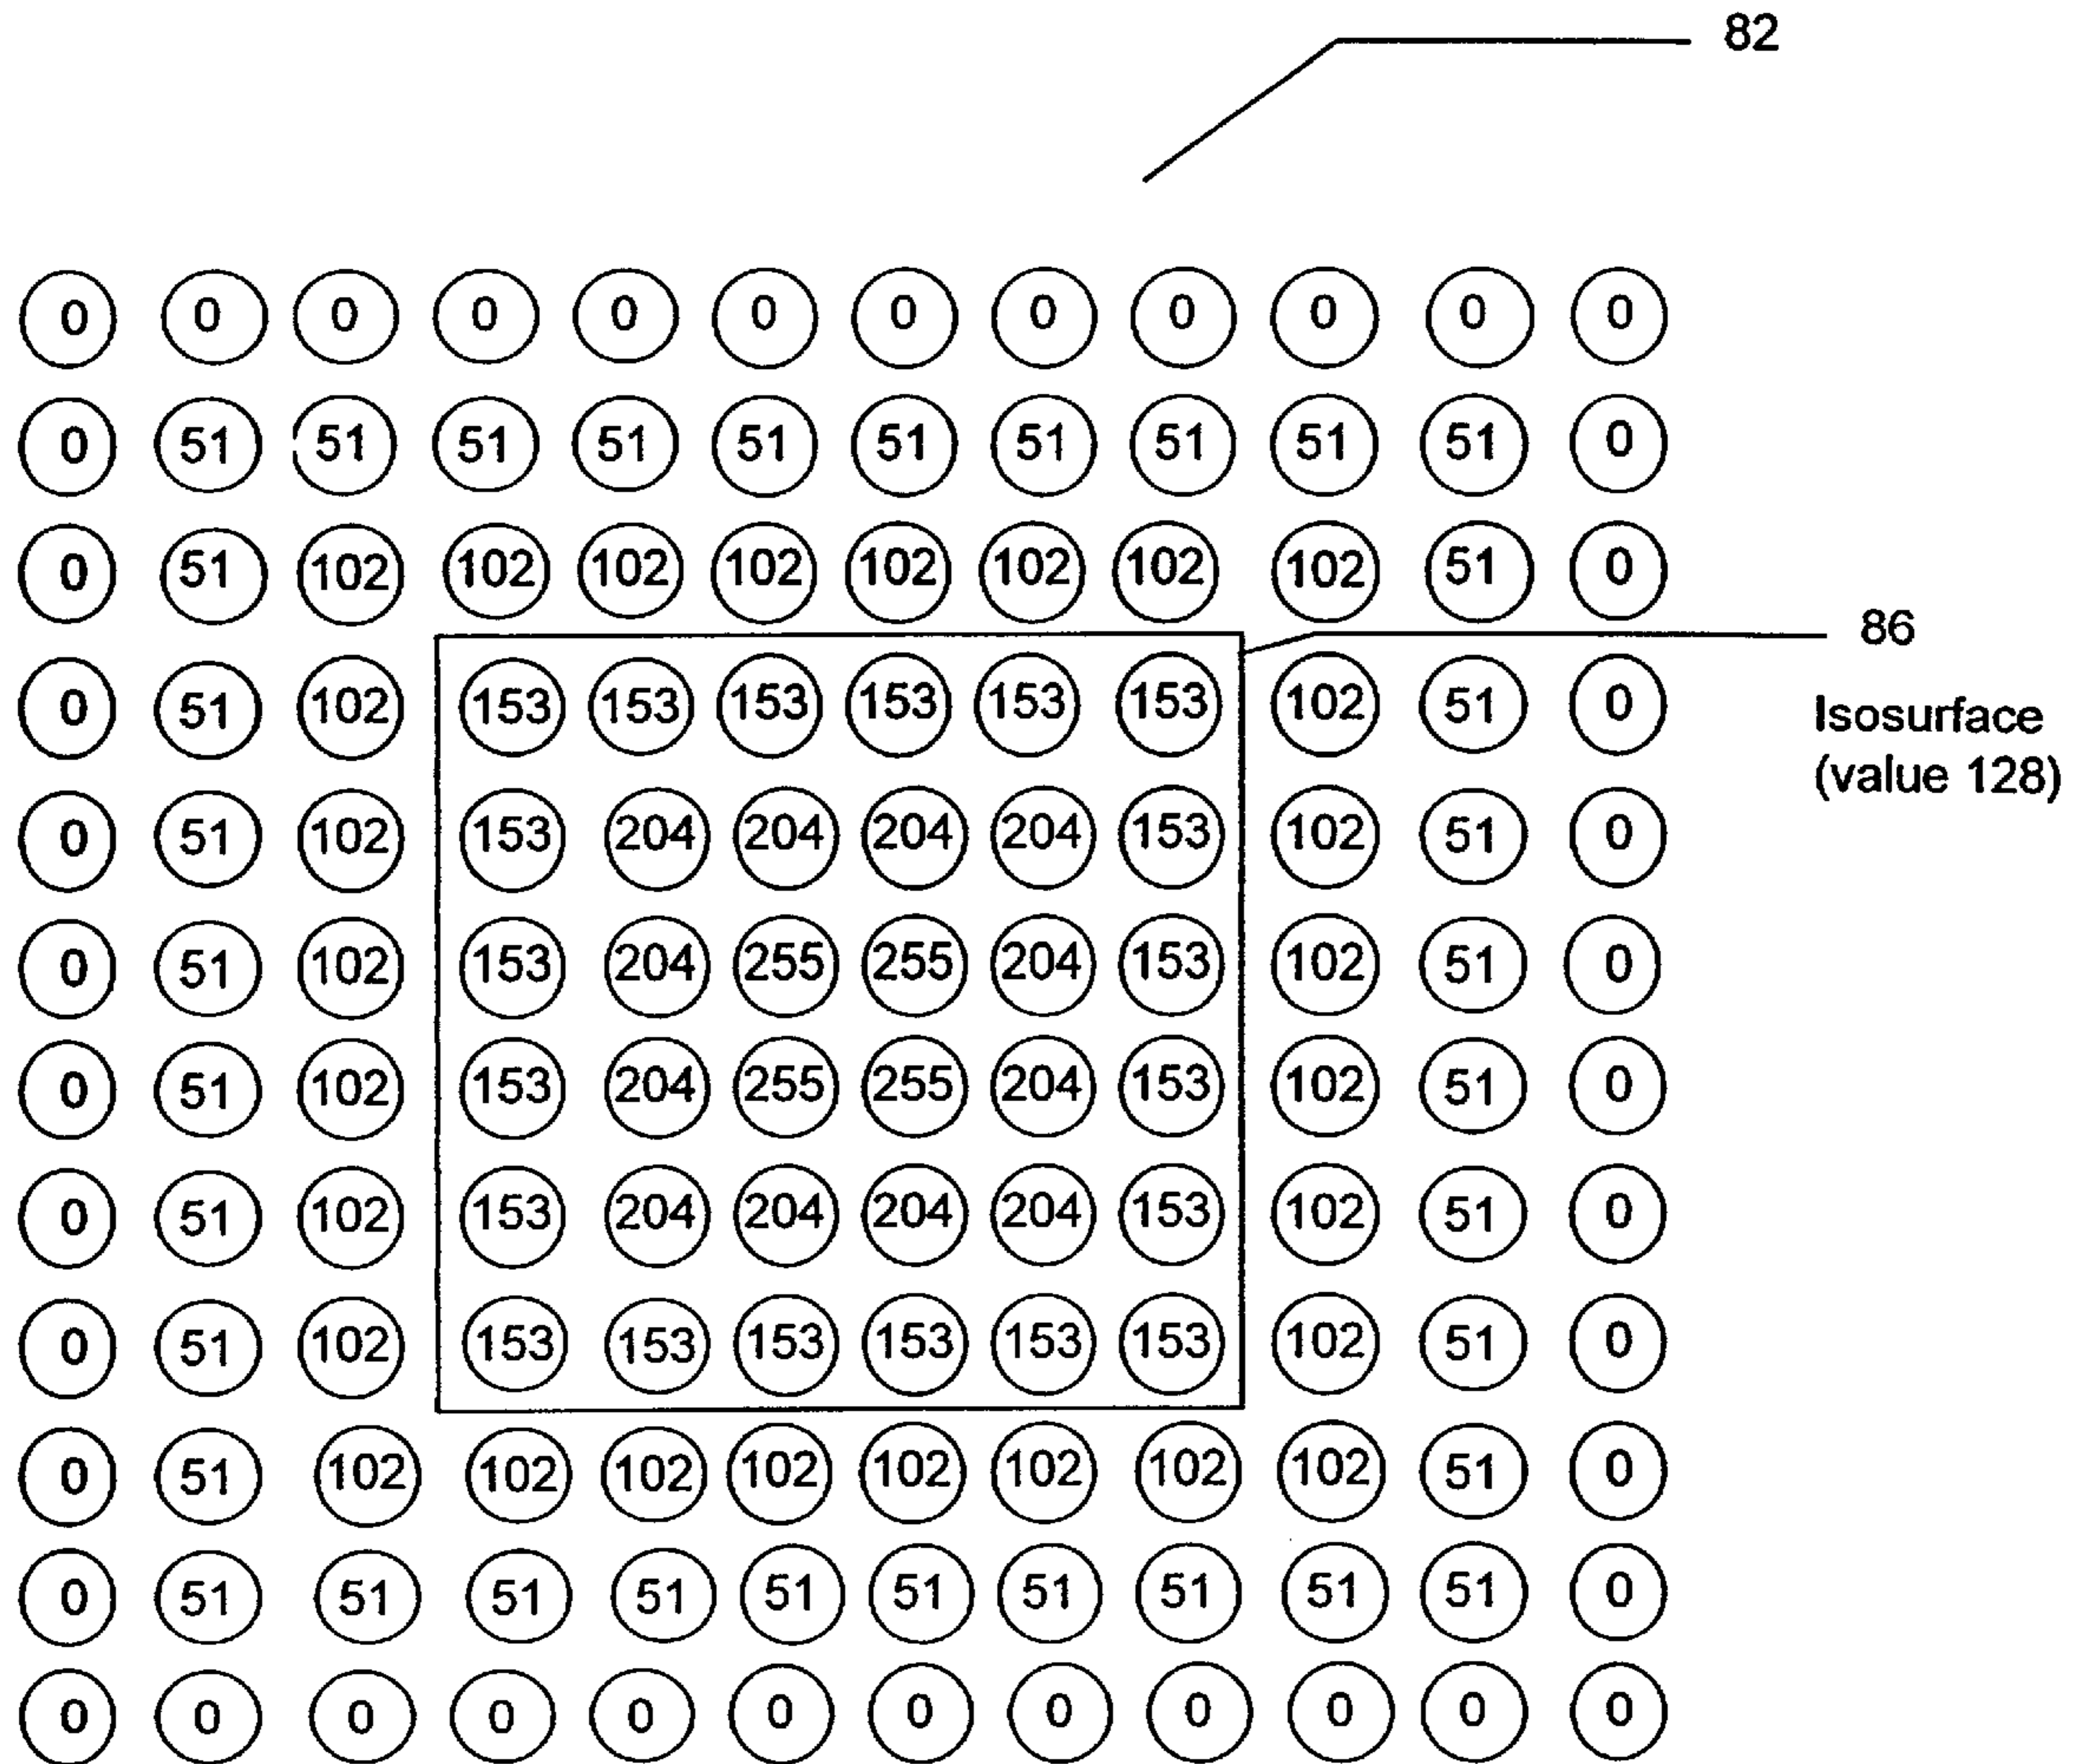 82
0 0 0 0 0 0 0 0 0 0 0 0
0 51 51 51 51 51 51 51 51 51 51 0
0 51 102 102 102 102 102 102 102 102 51 0
86
0 51 102 153 153 153 153 153 153 102 51 0
Isosurface
(value 128)
0 51 102 153 204 204 204 204 153 102 51 0
0 51 102 153 204 255 255 204 153 102 51 0
0 51 102 153 204 255 255 204 153 102 51 0
0 51 102 153 204 204 204 204 153 102 51 0
0 51 102 153 153 153 153 153 153 102 51 0
0 51 102 102 102 102 102 102 102 102 51 0
0 51 51 51 51 51 51 51 51 51 51 0
0 0 0 0 0 0 0 0 0 0 0 0